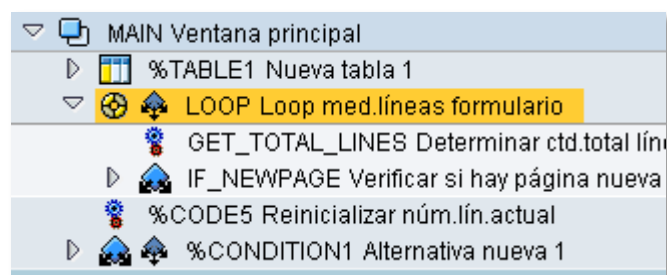 MAIN Ventana principal
%TABLE1 Nueva tabla 1
LOOP Loop med.líneas formulario
GET_TOTAL_LINES Determinar ctd.total lín
IF_NEWPAGE Verificar si hay página nueva
%CODE5 Reinicializar núm.lín.actual
%CONDITION1 Alternativa nueva 1